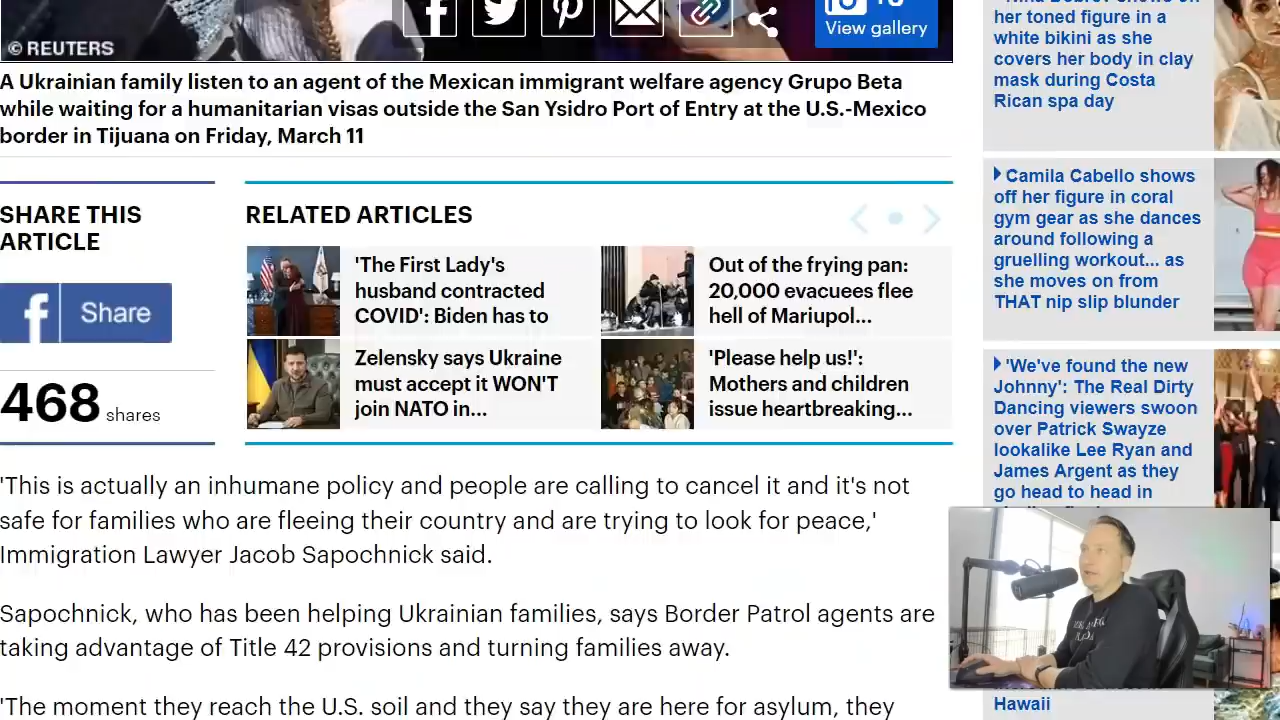 © REUTERS
View gallery
A Ukrainian family listen to an agent of the Mexican immigrant welfare agency Grupo Beta
while waiting for a humanitarian visas outside the San Ysidro Port of Entry at the U.S.-Mexico
border in Tijuana on Friday, March 11
SHARE THIS
ARTICLE
Share
468 shares
RELATED ARTICLES
'The First Lady's
husband contracted
COVID': Biden has to
Out of the frying pan:
20,000 evacuees flee
hell of Mariupol...
Zelensky says Ukraine
must accept it WON'T
join NATO in...
'Please help us!':
Mothers and children
issue heartbreaking...
'This is actually an inhumane policy and people are calling to cancel it and it's not
safe for families who are fleeing their country and are trying to look for peace,'
Immigration Lawyer Jacob Sapochnick said.
Sapochnick, who has been helping Ukrainian families, says Border Patrol agents are
taking advantage of Title 42 provisions and turning families away.
'The moment they reach the U.S. soil and they say they are here for asylum, they
her toned figure in a
white bikini as she
covers her body in clay
mask during Costa
Rican spa day
Camila Cabello shows
off her figure in coral
gym gear as she dances
around following a
gruelling workout... as
she moves on from
THAT nip slip blunder
'We've found the new
Johnny': The Real Dirty
Dancing viewers swoon
over Patrick Swayze
lookalike Lee Ryan and
James Argent as they
go head to head in
Hawaii